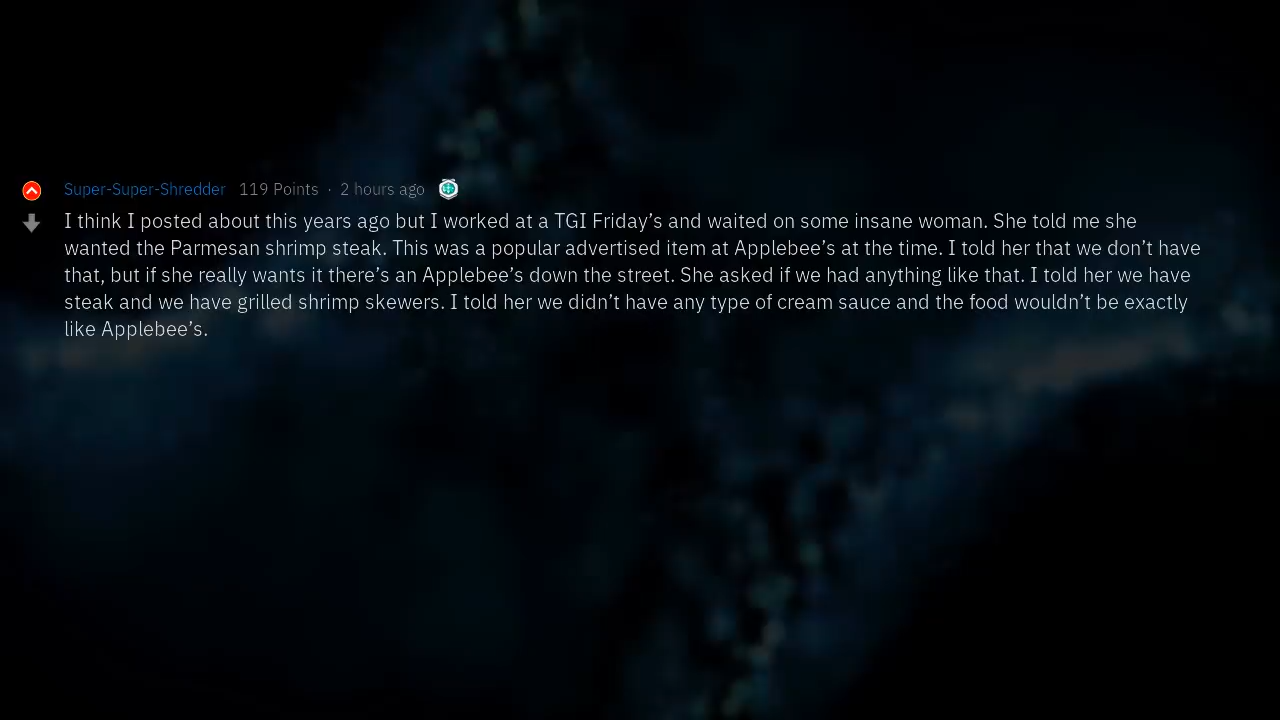 Super-Super-Shredder 119 Points · 2 hours ago
I think I posted about this years ago but I worked at a TGI Friday’s and waited on some insane woman. She told me she
wanted the Parmesan shrimp steak. This was a popular advertised item at Applebee’s at the time. I told her that we don’t have
that, but if she really wants it there’s an Applebee’s down the street. She asked if we had anything like that. I told her we have
steak and we have grilled shrimp skewers. I told her we didn’t have any type of cream sauce and the food wouldn’t be exactly
like Applebee’s.